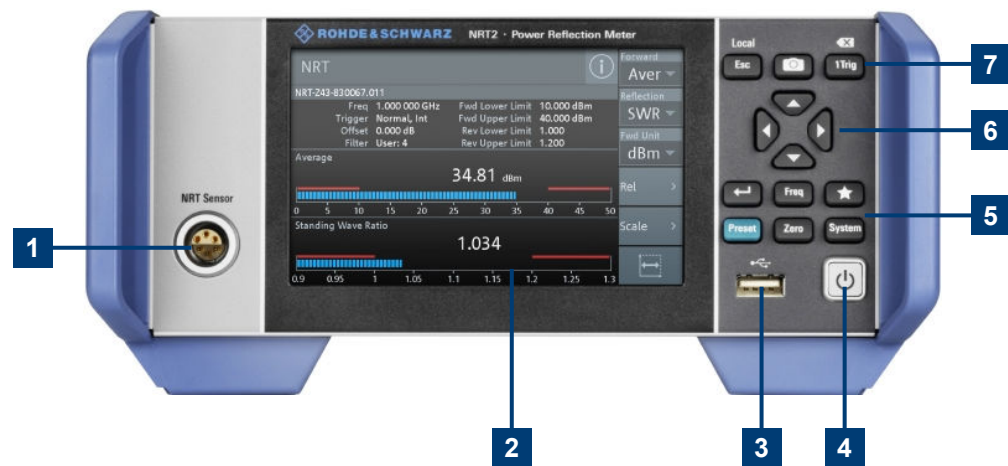 ROHDE & SCHWARZ NRT2 · Power Reflection Meter
NRT
i
NRT-Z43-830067.011
Freq 1.000 000 GHz Fwd Lower Limit 10.000 dBm
Trigger Normal, Int Fwd Upper Limit 40.000 dBm
Offset 0.000 dB Rev Lower Limit 1.000
Filter User: 4 Rev Upper Limit 1.200
Average
34.81 dBm
0 5 10 15 20 25 30 35 40 45 50
Standing Wave Ratio
1.034
0.9 0.95 1 1.05 1.1 1.15 1.2 1.25 1.3
Forward
Aver
Reflection
SWR
Fwd Unit
dBm
Rel
Scale
NRT Sensor
Local
Esc
1Trig
Freq
Preset
Zero
System
1
2
3
4
5
6
7